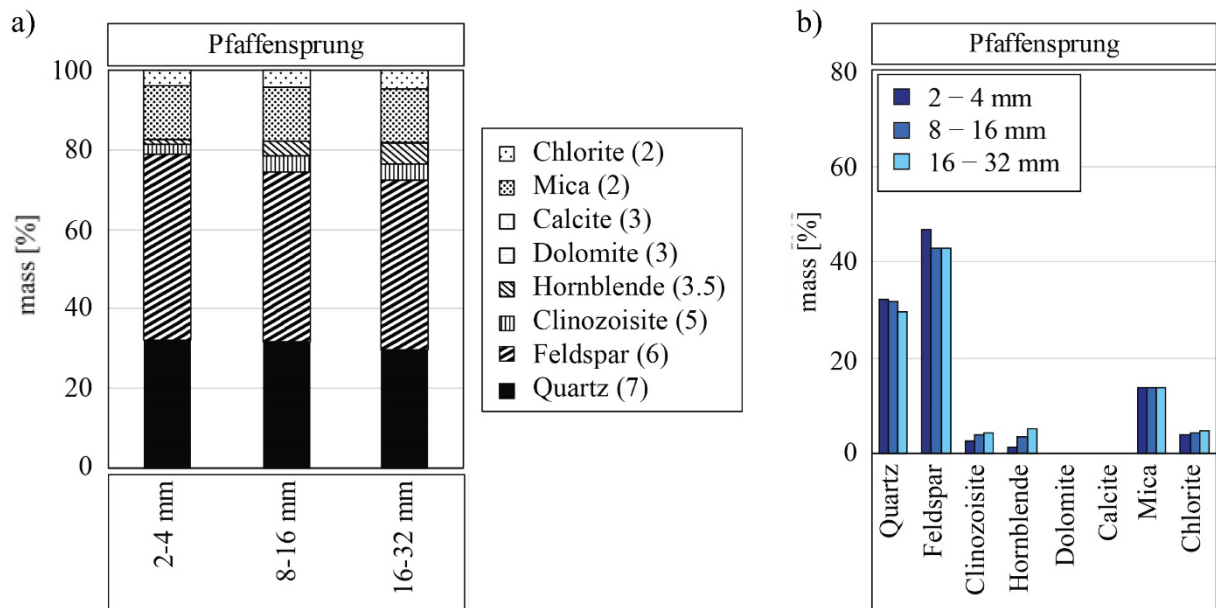 a)
Pfaffensprung
100
80
60
40
20
0
mass [%]
2-4 mm
8-16 mm
16-32 mm
Chlorite (2)
Mica (2)
Calcite (3)
Dolomite (3)
Hornblende (3.5)
Clinozoisite (5)
Feldspar (6)
Quartz (7)
b)
Pfaffensprung
80
60
40
20
0
mass [%]
2 − 4 mm
8 − 16 mm
16 − 32 mm
Quartz
Feldspar
Clinozoisite
Hornblende
Dolomite
Calcite
Mica
Chlorite